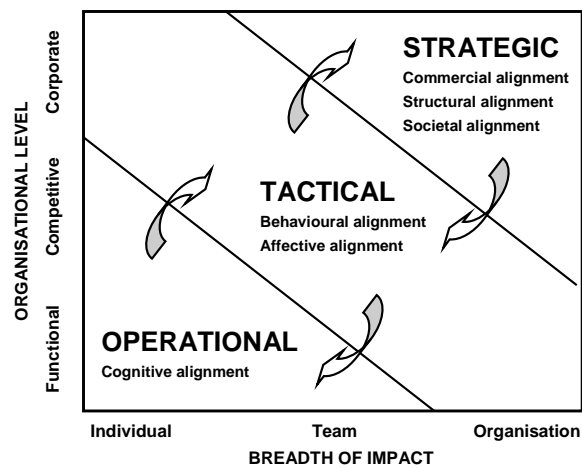 STRATEGIC
Commercial alignment
Structural alignment
Societal alignment
TACTICAL
Behavioural alignment
Affective alignment
OPERATIONAL
Cognitive alignment
ORGANISATIONAL LEVEL
Corporate
Competitive
Functional
Individual
Team
Organisation
BREADTH OF IMPACT